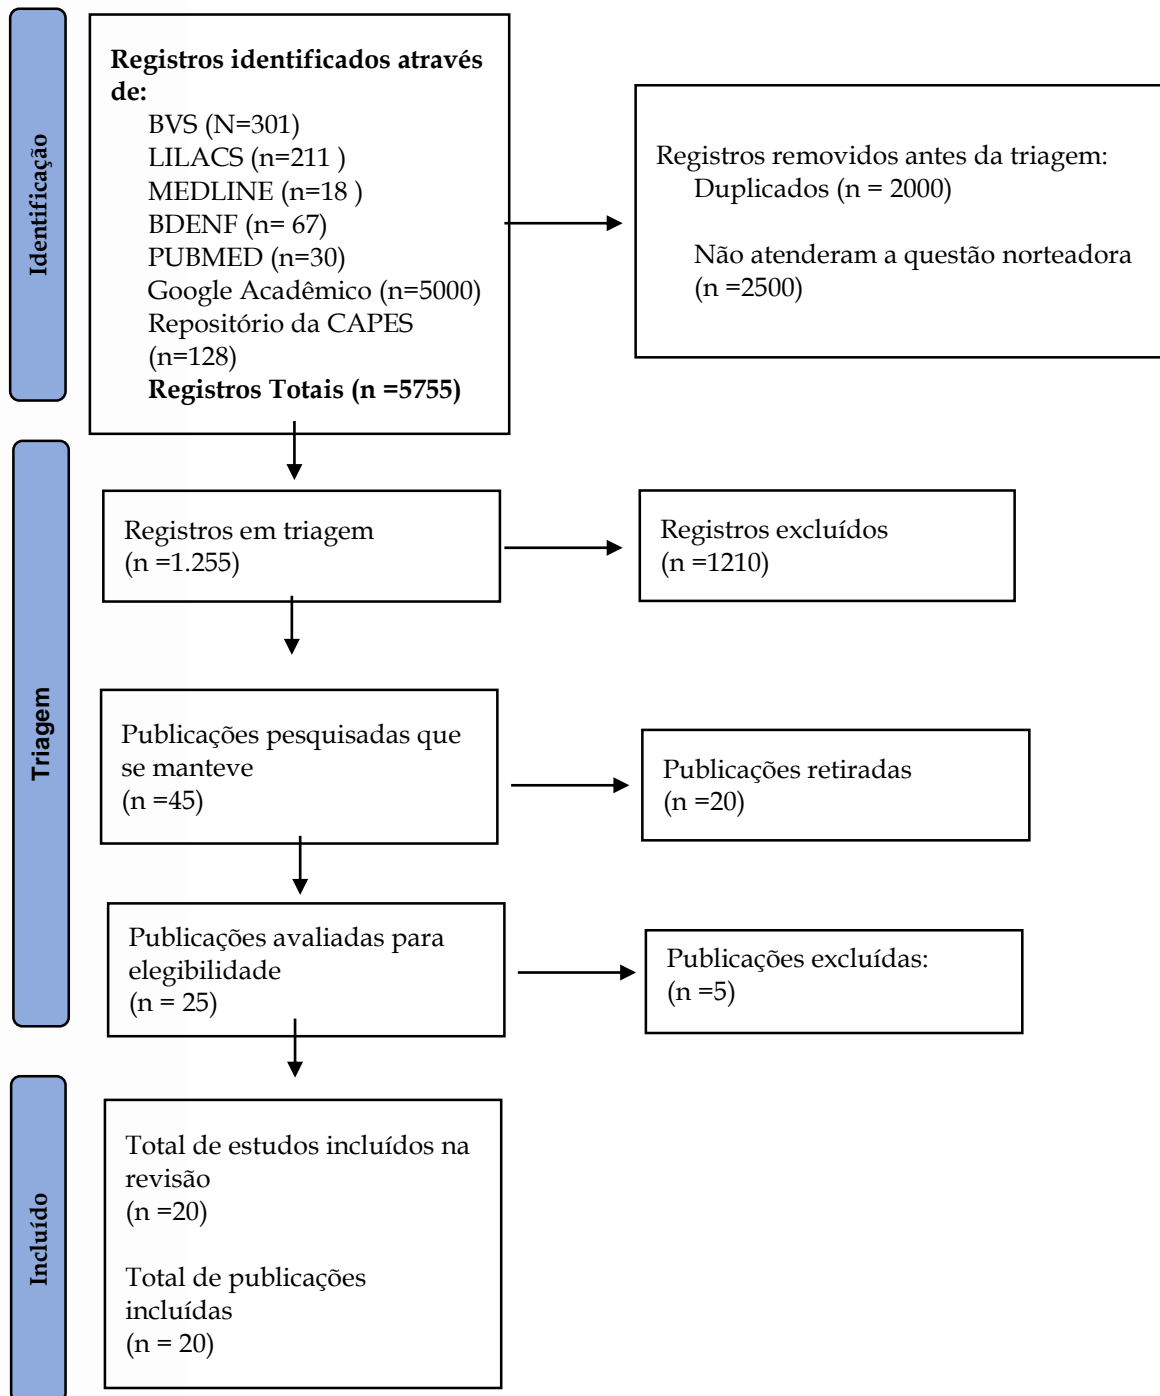 Identificação
Registros identificados através
de:
BVS (N=301)
LILACS (n=211 )
MEDLINE (n=18 )
BDENF (n= 67)
PUBMED (n=30)
Google Acadêmico (n=5000)
Repositório da CAPES
(n=128)
Registros Totais (n =5755)
Registros removidos antes da triagem:
Duplicados (n = 2000)
Não atenderam a questão norteadora
(n =2500)
Triagem
Registros em triagem
(n =1.255)
Registros excluídos
(n =1210)
Publicações pesquisadas que
se manteve
(n =45)
Publicações retiradas
(n =20)
Publicações avaliadas para
elegibilidade
(n = 25)
Publicações excluídas:
(n =5)
Incluído
Total de estudos incluídos na
revisão
(n =20)
Total de publicações
incluídas
(n = 20)